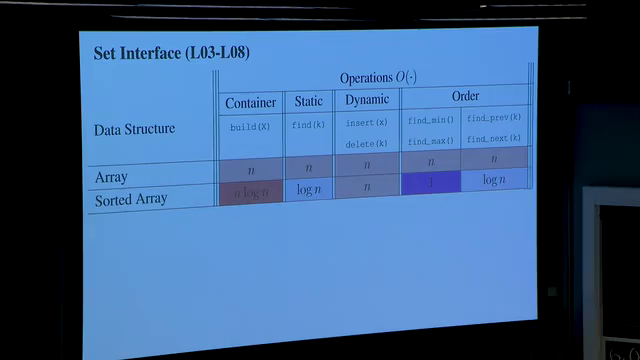 Set Interface (L03-L08)
Operations O(·)
Container Static Dynamic Order
Data Structure build(X) find(k) insert(x) find_min() find_prev(k)
delete(k) find_max() find_next(k)
Array n n n n n
Sorted Array n log n log n n 1 log n